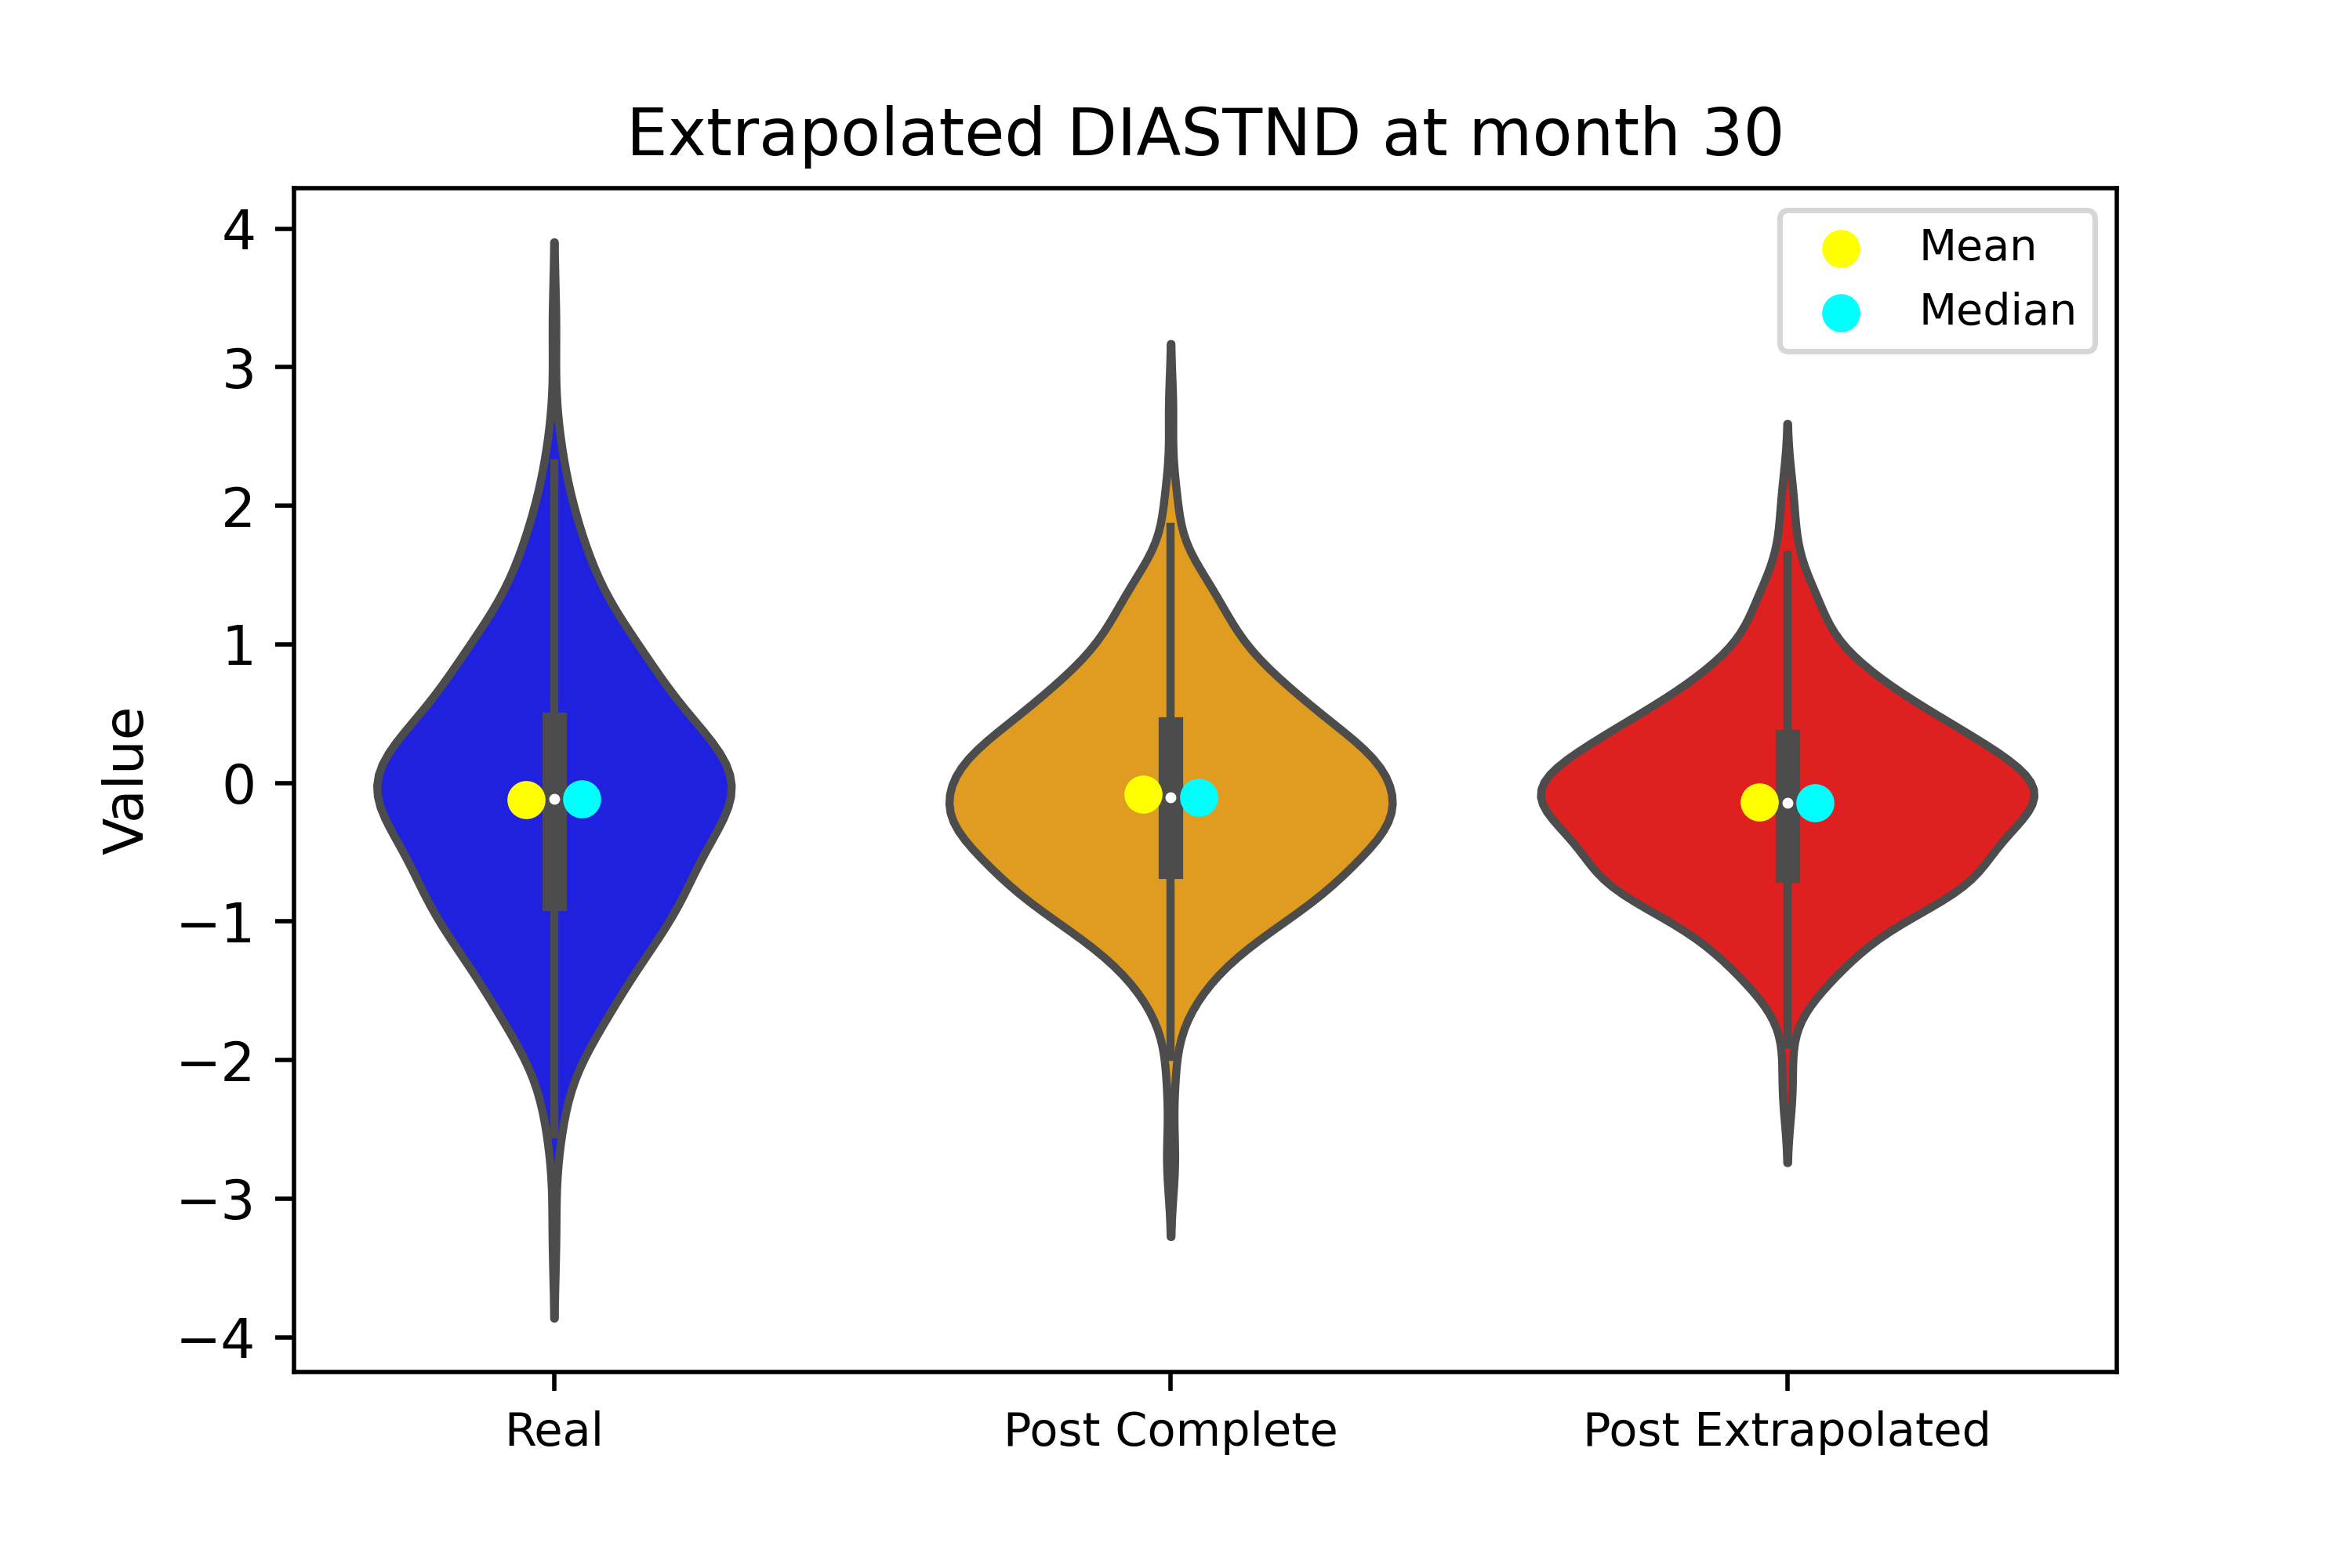 Extrapolated DIASTND at month 30
Mean
Median
Value
4
3
2
1
0
−1
−2
−3
−4
Real
Post Complete
Post Extrapolated